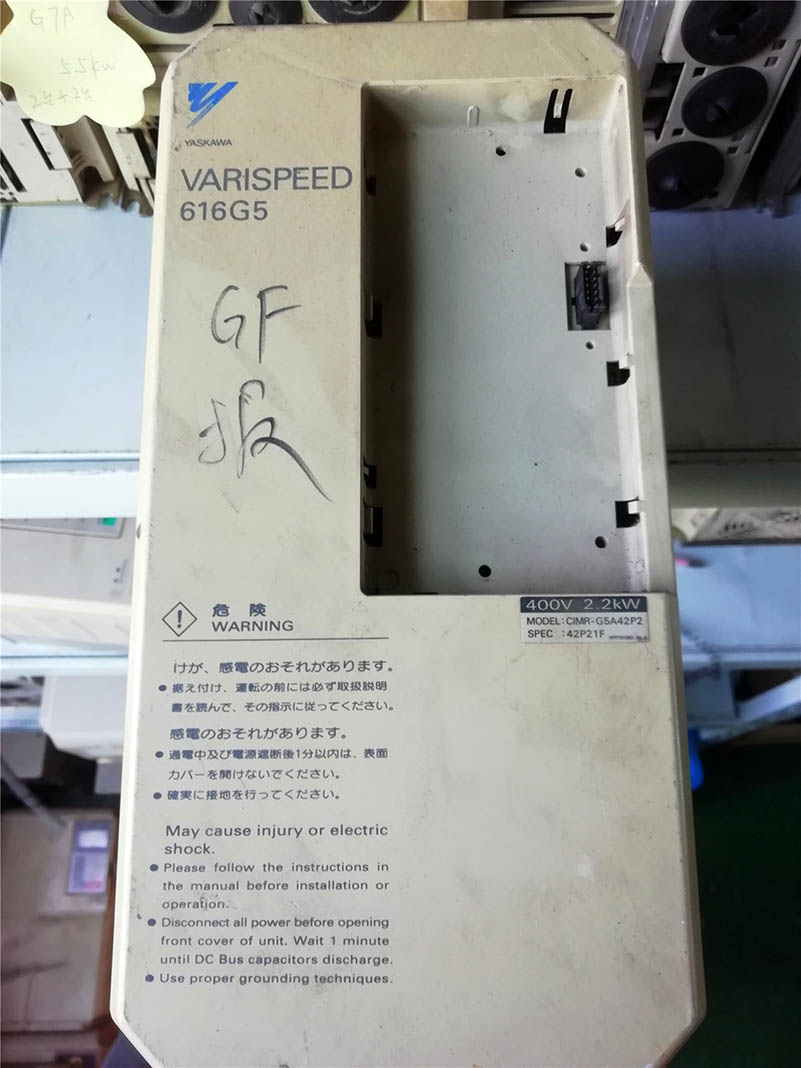 G7A
5.5kw
2台+2台
YASKAWA
VARISPEED
616G5
GF
报
400V 2.2kW
MODEL:CIMR-G5A42P2
SPEC :42P21F
危険
WARNING
けが、感電のおそれがあります。
● 据え付け、運転の前には必ず取扱説明
書を読んで、その指示に従ってください。
感電のおそれがあります。
● 通電中及び電源遮断後1分以内は、表面
カバーを開けないでください。
● 確実に接地を行ってください。
May cause injury or electric
shock.
● Please follow the instructions in
the manual before installation or
operation.
● Disconnect all power before opening
front cover of unit. Wait 1 minute
until DC Bus capacitors discharge.
● Use proper grounding techniques.